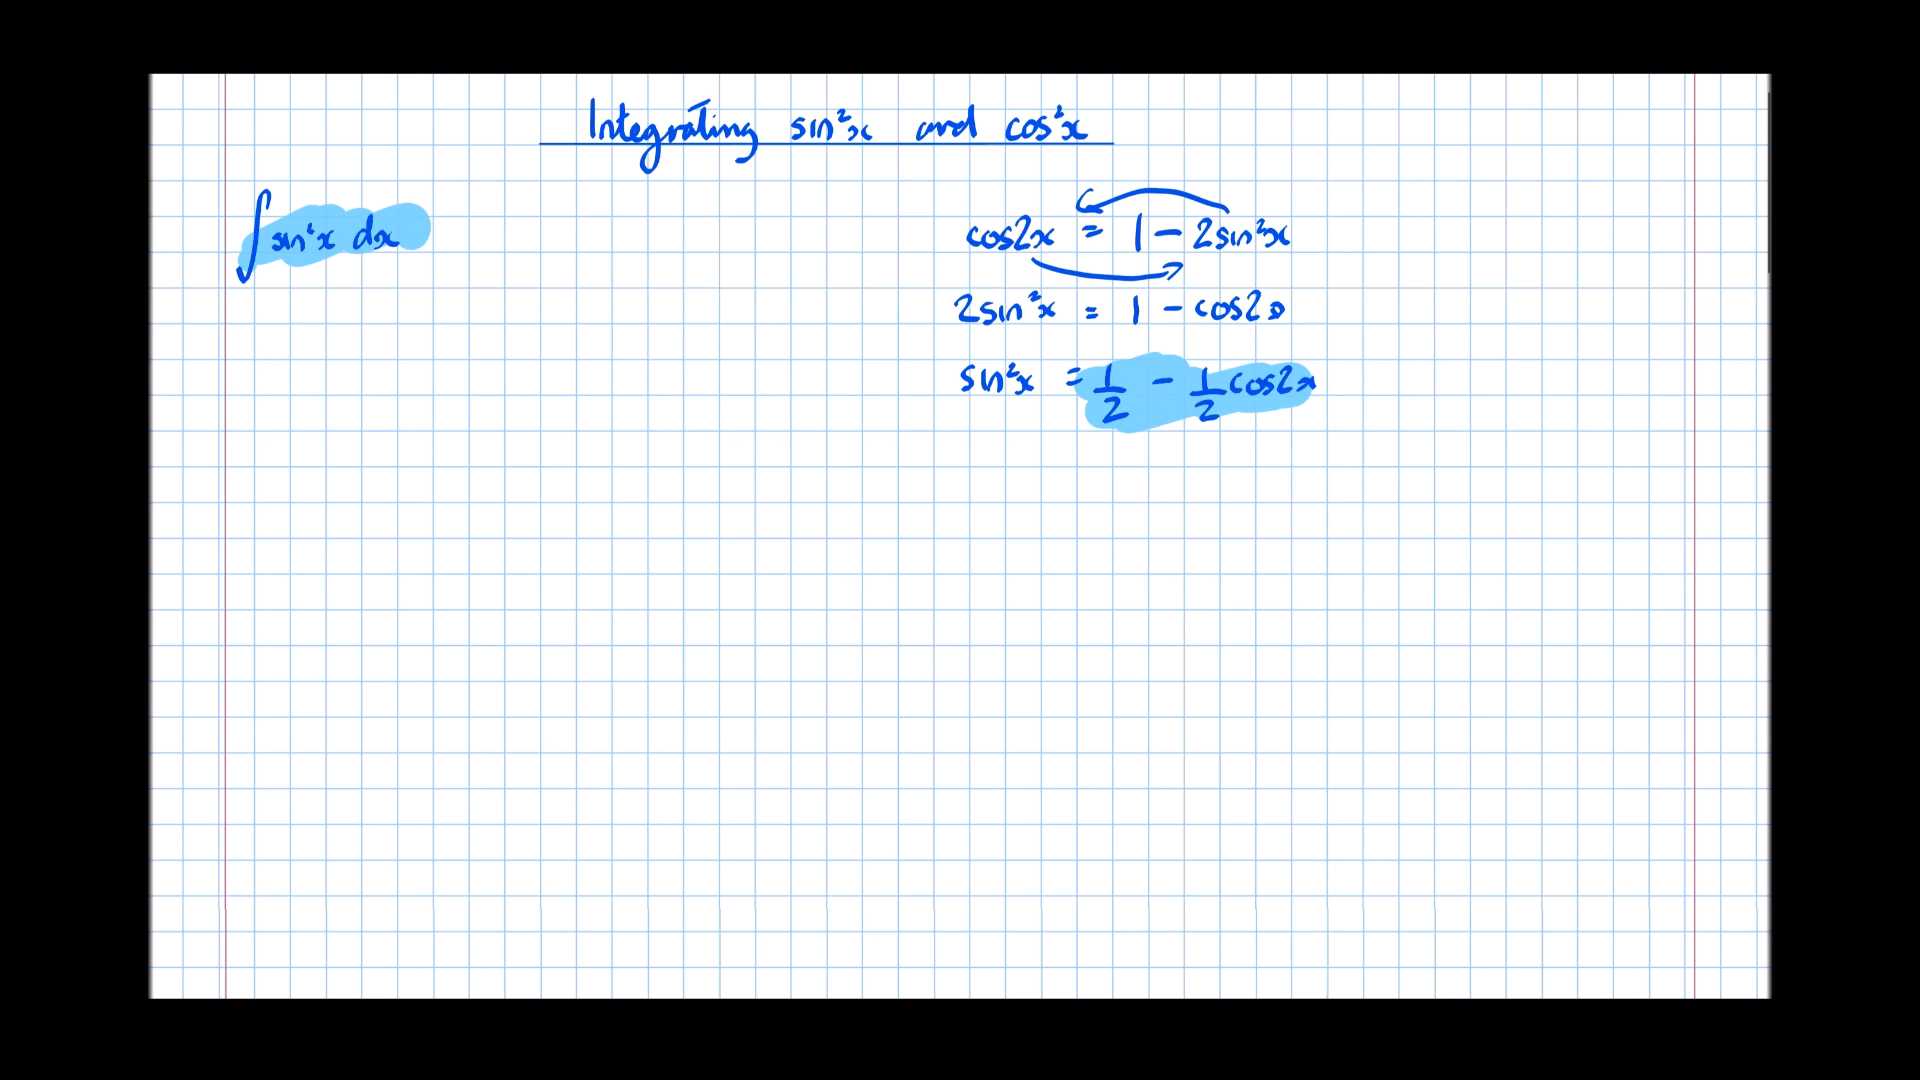 Integrating sin²x and cos²x
∫ sin²x dx
cos2x = 1 - 2sin²x
2sin²x = 1 - cos2x
sin²x = 1/2 - 1/2 cos2x